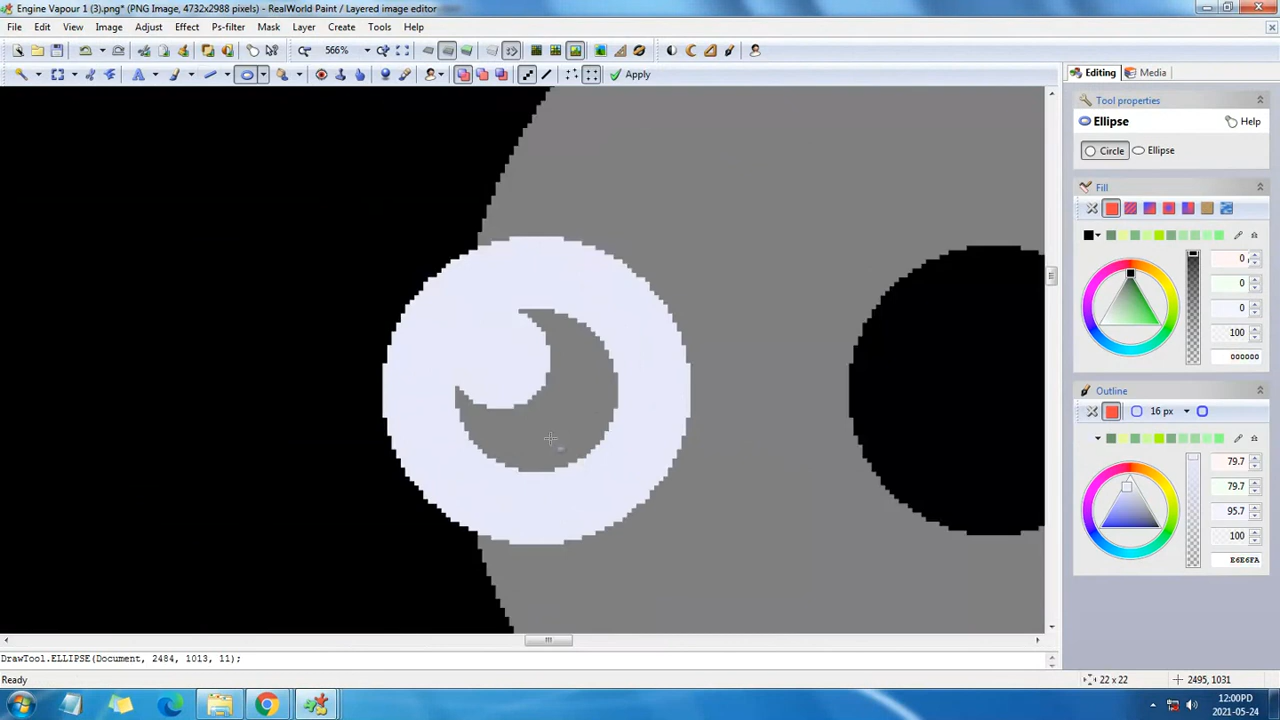 Engine Vapour 1 (3).png* (PNG Image, 4732x2988 pixels) - RealWorld Paint / Layered image editor
File Edit View Image Adjust Effect Ps-filter Mask Layer Create Tools Help
566%
Apply
Editing Media
Tool properties
Ellipse Help
Circle Ellipse
Fill
0
0
0
100
000000
Outline
16 px
79.7
79.7
95.7
100
E6E6FA
DrawTool.ELLIPSE(Document, 2484, 1013, 11);
Ready 22 x 22 2495, 1031
12:00PD
2021-05-24